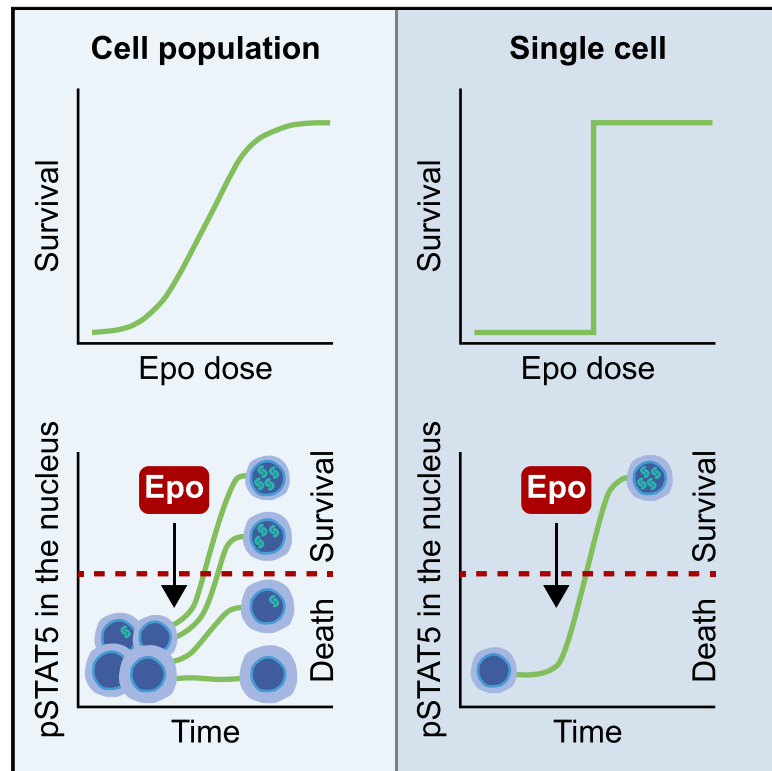 Cell population
Survival
Epo dose
Single cell
Survival
Epo dose
pSTAT5 in the nucleus
Epo
Survival
Death
Time
pSTAT5 in the nucleus
Epo
Survival
Death
Time